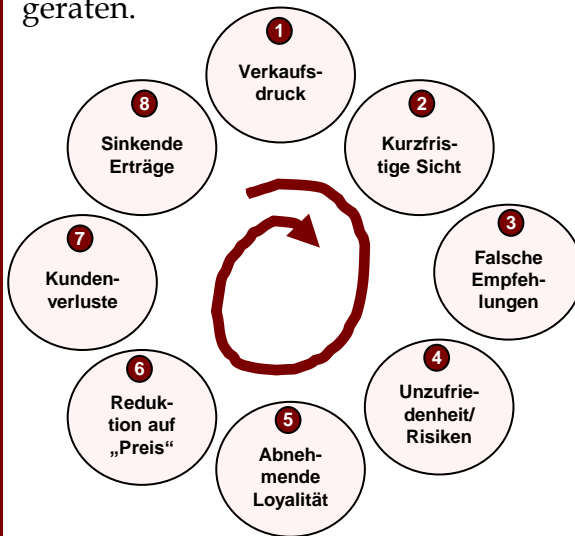 geraten.
1
Verkaufs-
druck
2
Kurzfris-
tige Sicht
3
Falsche
Empfeh-
lungen
4
Unzufrie-
denheit/
Risiken
5
Abneh-
mende
Loyalität
6
Reduk-
tion auf
„Preis“
7
Kunden-
verluste
8
Sinkende
Erträge